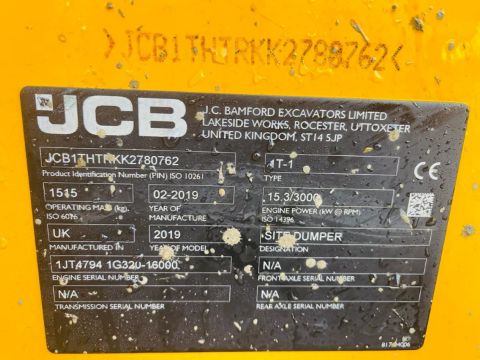 >JCB1THTRKK2780762<
JCB
J.C. BAMFORD EXCAVATORS LIMITED
LAKESIDE WORKS, ROCESTER, UTTOXETER
UNITED KINGDOM, ST14 5JP
JCB1THTRKK2780762
Product Identification Number (PIN) ISO 10261
1T-1
TYPE
CE
1515
OPERATING MASS (kg)
ISO 6016
02-2019
YEAR OF
MANUFACTURE
15.3/3000
ENGINE POWER (kW @ RPM)
ISO 14396
UK
MANUFACTURED
2019
YEAR OF MODEL
SITE DUMPER
DESIGNATION
1JT4794 1G320-16000
ENGINE SERIAL NUMBER
N/A
FRONT AXLE SERIAL NUMBER
N/A
TRANSMISSION SERIAL NUMBER
N/A
REAR AXLE SERIAL NUMBER